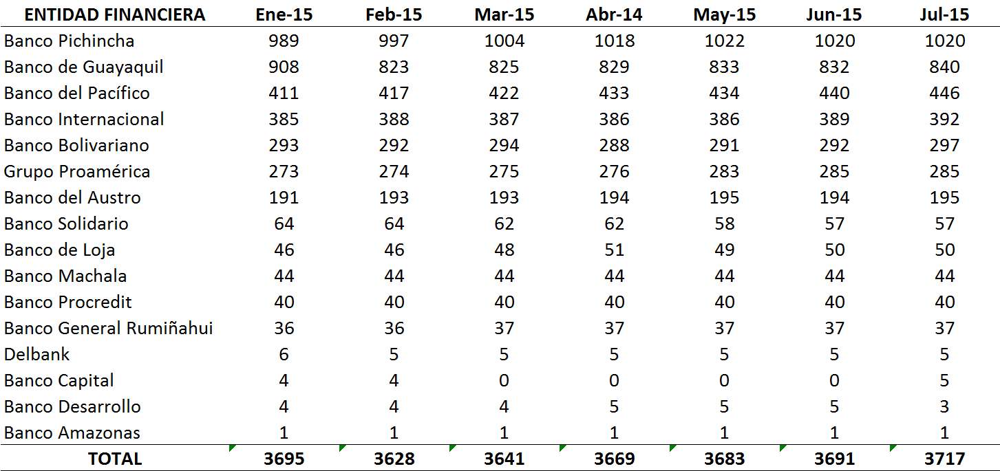 ENTIDAD FINANCIERA Ene-15 Feb-15 Mar-15 Abr-14 May-15 Jun-15 Jul-15
Banco Pichincha 989 997 1004 1018 1022 1020 1020
Banco de Guayaquil 908 823 825 829 833 832 840
Banco del Pacífico 411 417 422 433 434 440 446
Banco Internacional 385 388 387 386 386 389 392
Banco Bolivariano 293 292 294 288 291 292 297
Grupo Proamérica 273 274 275 276 283 285 285
Banco del Austro 191 193 193 194 195 194 195
Banco Solidario 64 64 62 62 58 57 57
Banco de Loja 46 46 48 51 49 50 50
Banco Machala 44 44 44 44 44 44 44
Banco Procredit 40 40 40 40 40 40 40
Banco General Rumiñahui 36 36 37 37 37 37 37
Delbank 6 5 5 5 5 5 5
Banco Capital 4 4 0 0 0 0 5
Banco Desarrollo 4 4 4 5 5 5 3
Banco Amazonas 1 1 1 1 1 1 1
TOTAL 3695 3628 3641 3669 3683 3691 3717